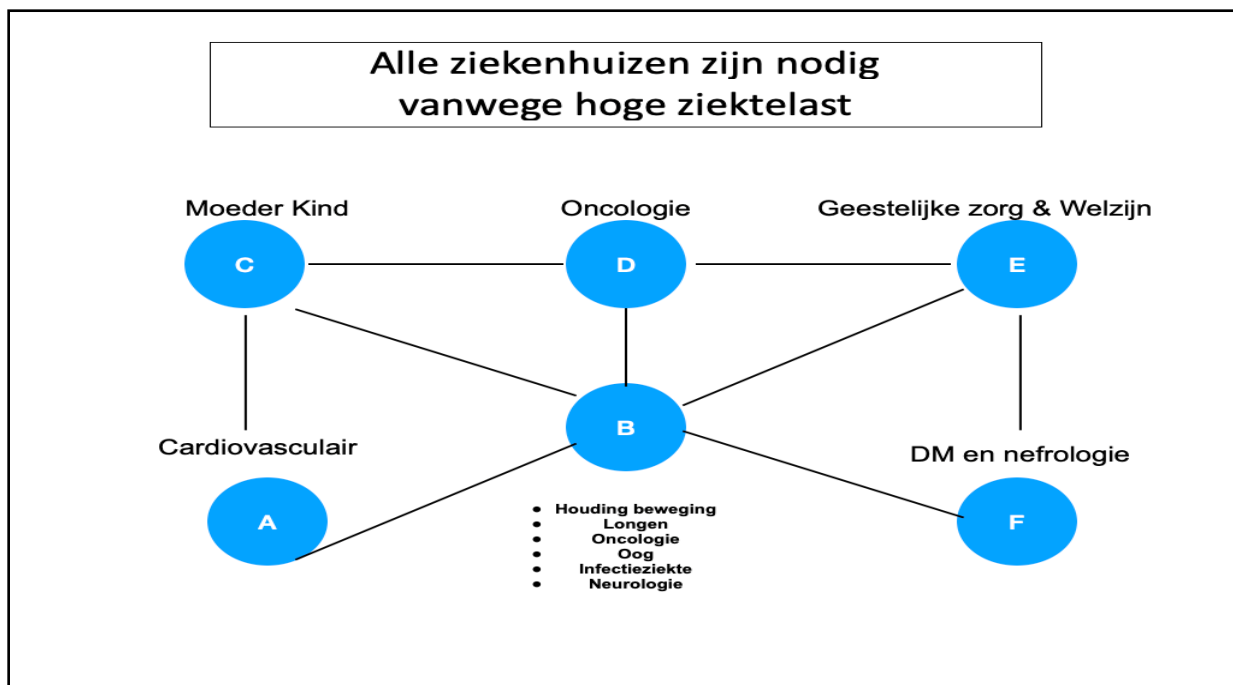 Alle ziekenhuizen zijn nodig
vanwege hoge ziektelast
Moeder Kind
Oncologie
Geestelijke zorg & Welzijn
C
D
E
B
Cardiovasculair
DM en nefrologie
A
F
• Houding beweging
• Longen
• Oncologie
• Oog
• Infectieziekte
• Neurologie